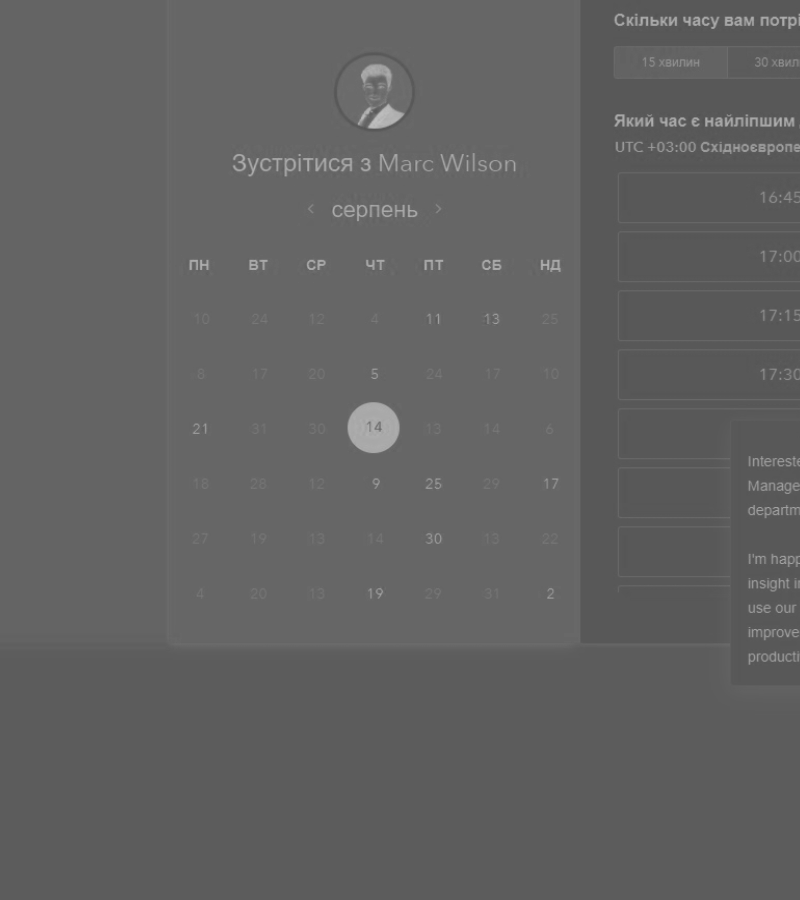 Зустрітися з Marc Wilson
< серпень >
ПН ВТ СР ЧТ ПТ СБ НД
10 24 12 4 11 13 25
8 17 20 5 24 17 10
21 31 30 14 13 14 6
18 28 12 9 25 29 17
27 19 13 14 30 13 22
4 20 13 19 29 31 2
Скільки часу вам потрі
15 хвилин 30 хвил
Який час є найліпшим
UTC +03:00 Східноєвропе
16:45
17:00
17:15
17:30
Intereste
Manage
departm
I'm happ
insight i
use our
improve
producti